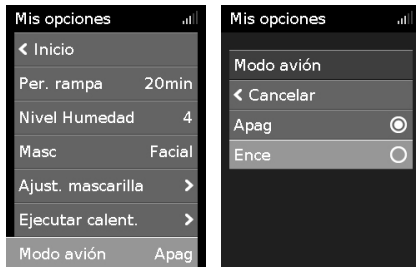 Mis opciones
Inicio
Per. rampa 20min
Nivel Humedad 4
Masc Facial
Ajust. mascarilla
Ejecutar calent.
Modo avión Apag
Mis opciones
Modo avión
Cancelar
Apag
Ence